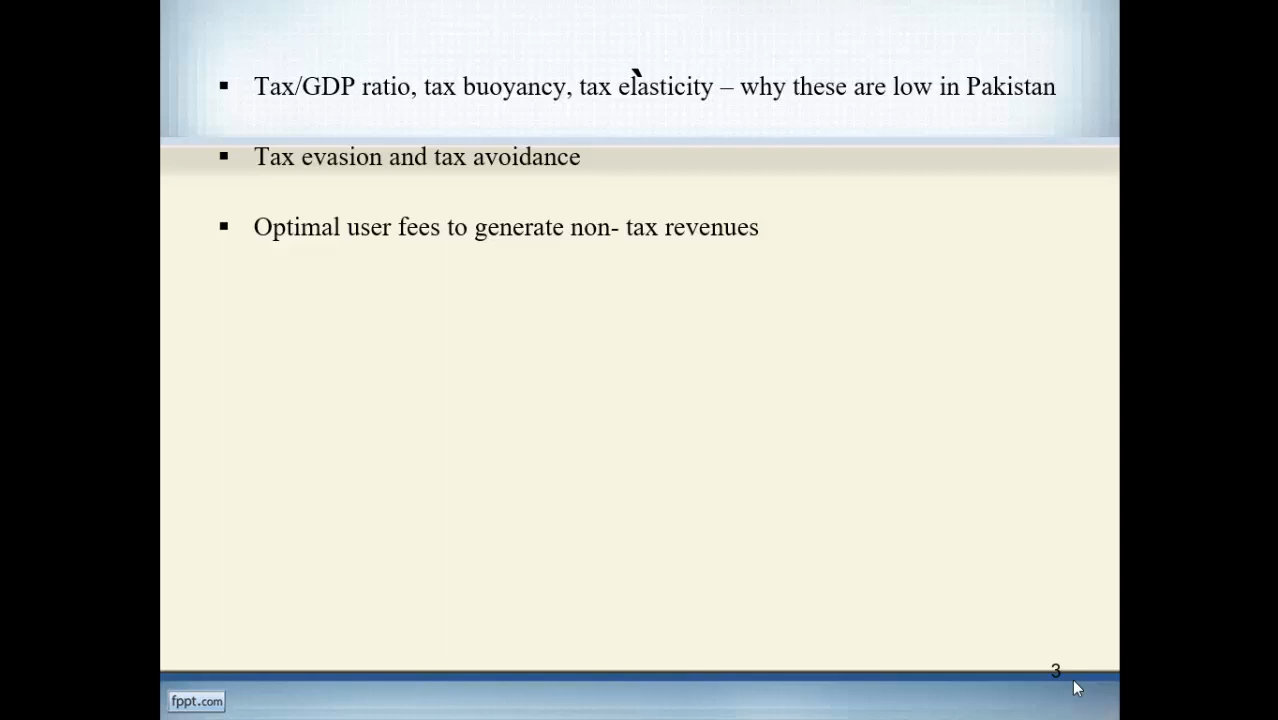 `
▪ Tax/GDP ratio, tax buoyancy, tax elasticity – why these are low in Pakistan
▪ Tax evasion and tax avoidance
▪ Optimal user fees to generate non- tax revenues
3
fppt.com